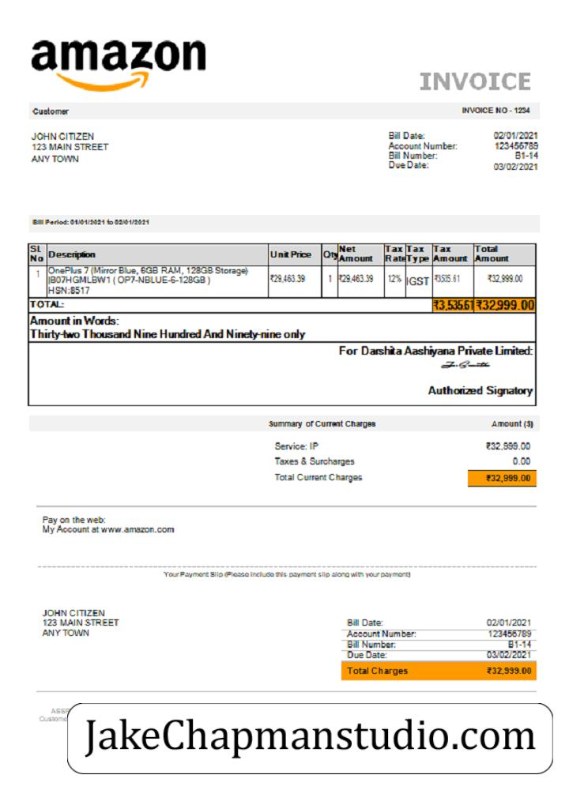 amazon
INVOICE
Customer
INVOICE NO - 1234
JOHN CITIZEN
123 MAIN STREET
ANY TOWN
Bill Date: 02/01/2021
Account Number: 123456789
Bill Number: B1-14
Due Date: 03/02/2021
Bill Period: 01/01/2021 to 02/01/2021
SL No Description Unit Price Qty Net Amount Tax Rate Tax Type Tax Amount Total Amount
1 OnePlus 7 (Mirror Blue, 6GB RAM, 128GB Storage) ₹29,463.39 1 ₹29,463.39 12% IGST ₹3535.61 ₹32,999.00
|B07HGMLBW1 ( OP7-NBLUE-6-128GB )
HSN:8517
TOTAL: ₹3,535.61 ₹32,999.00
Amount in Words:
Thirty-two Thousand Nine Hundred And Ninety-nine only
For Darshita Aashiyana Private Limited:
Authorized Signatory
Summary of Current Charges Amount ($)
Service: IP ₹32,999.00
Taxes & Surcharges 0.00
Total Current Charges ₹32,999.00
Pay on the web:
My Account at www.amazon.com
Your Payment Slip (Please include this payment slip along with your payment)
JOHN CITIZEN
123 MAIN STREET
ANY TOWN
Bill Date: 02/01/2021
Account Number: 123456789
Bill Number: B1-14
Due Date: 03/02/2021
Total Charges ₹32,999.00
JakeChapmanstudio.com